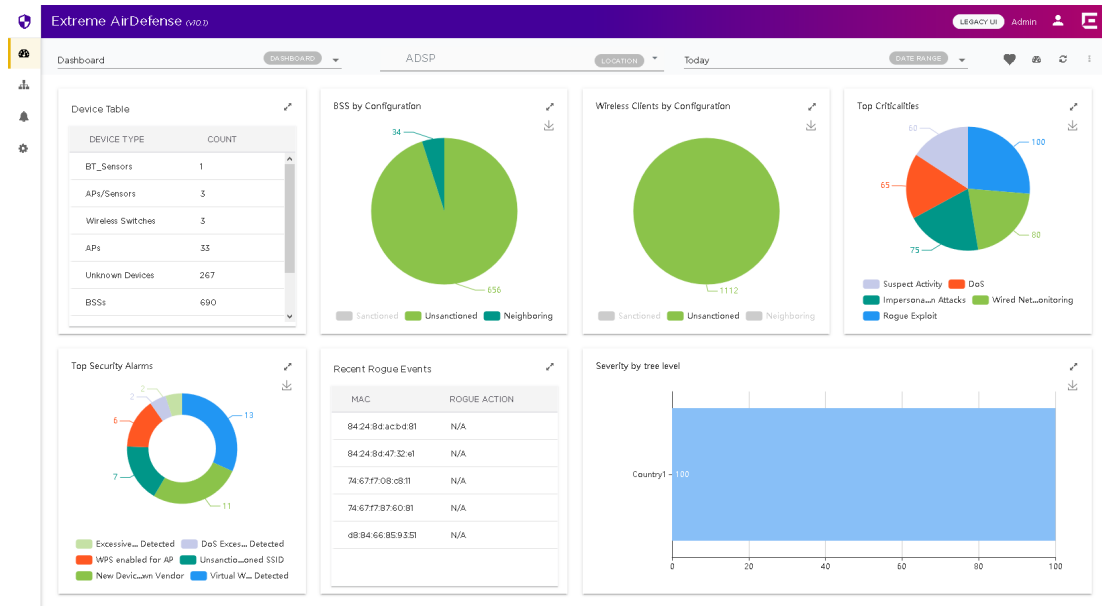 Extreme AirDefense (v10.1)
LEGACY UI Admin
Dashboard DASHBOARD ADSP LOCATION Today DATE RANGE
Device Table
DEVICE TYPE COUNT
BT_Sensors 1
APs/Sensors 3
Wireless Switches 3
APs 33
Unknown Devices 267
BSSs 690
BSS by Configuration
34
656
Sanctioned Unsanctioned Neighboring
Wireless Clients by Configuration
1112
Sanctioned Unsanctioned Neighboring
Top Criticalities
60
100
65
80
75
Suspect Activity DoS
Impersona...n Attacks Wired Net...onitoring
Rogue Exploit
Top Security Alarms
2
2
13
6
7
11
Excessive... Detected DoS Exces... Detected
WPS enabled for AP Unsanctio...oned SSID
New Devic...wn Vendor Virtual W... Detected
Recent Rogue Events
MAC ROGUE ACTION
84:24:8d:ac:bd:81 N/A
84:24:8d:47:32:e1 N/A
74:67:f7:08:c8:11 N/A
74:67:f7:87:60:81 N/A
d8:84:66:85:93:51 N/A
Severity by tree level
Country1 100
0 20 40 60 80 100